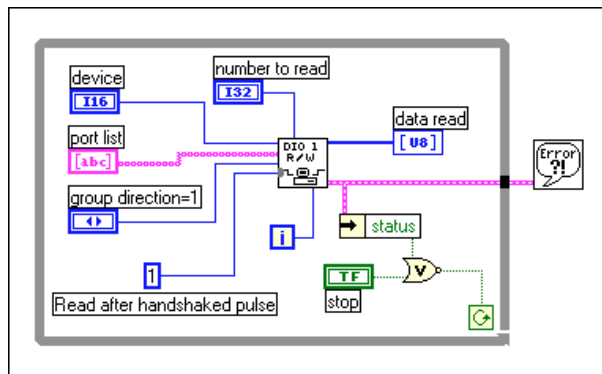 device
I16
number to read
I32
data read
[U8]
port list
[abc]
DIO 1
R/W
Error
?!
group direction=1
i
status
1
TF
V
Read after handshaked pulse
stop